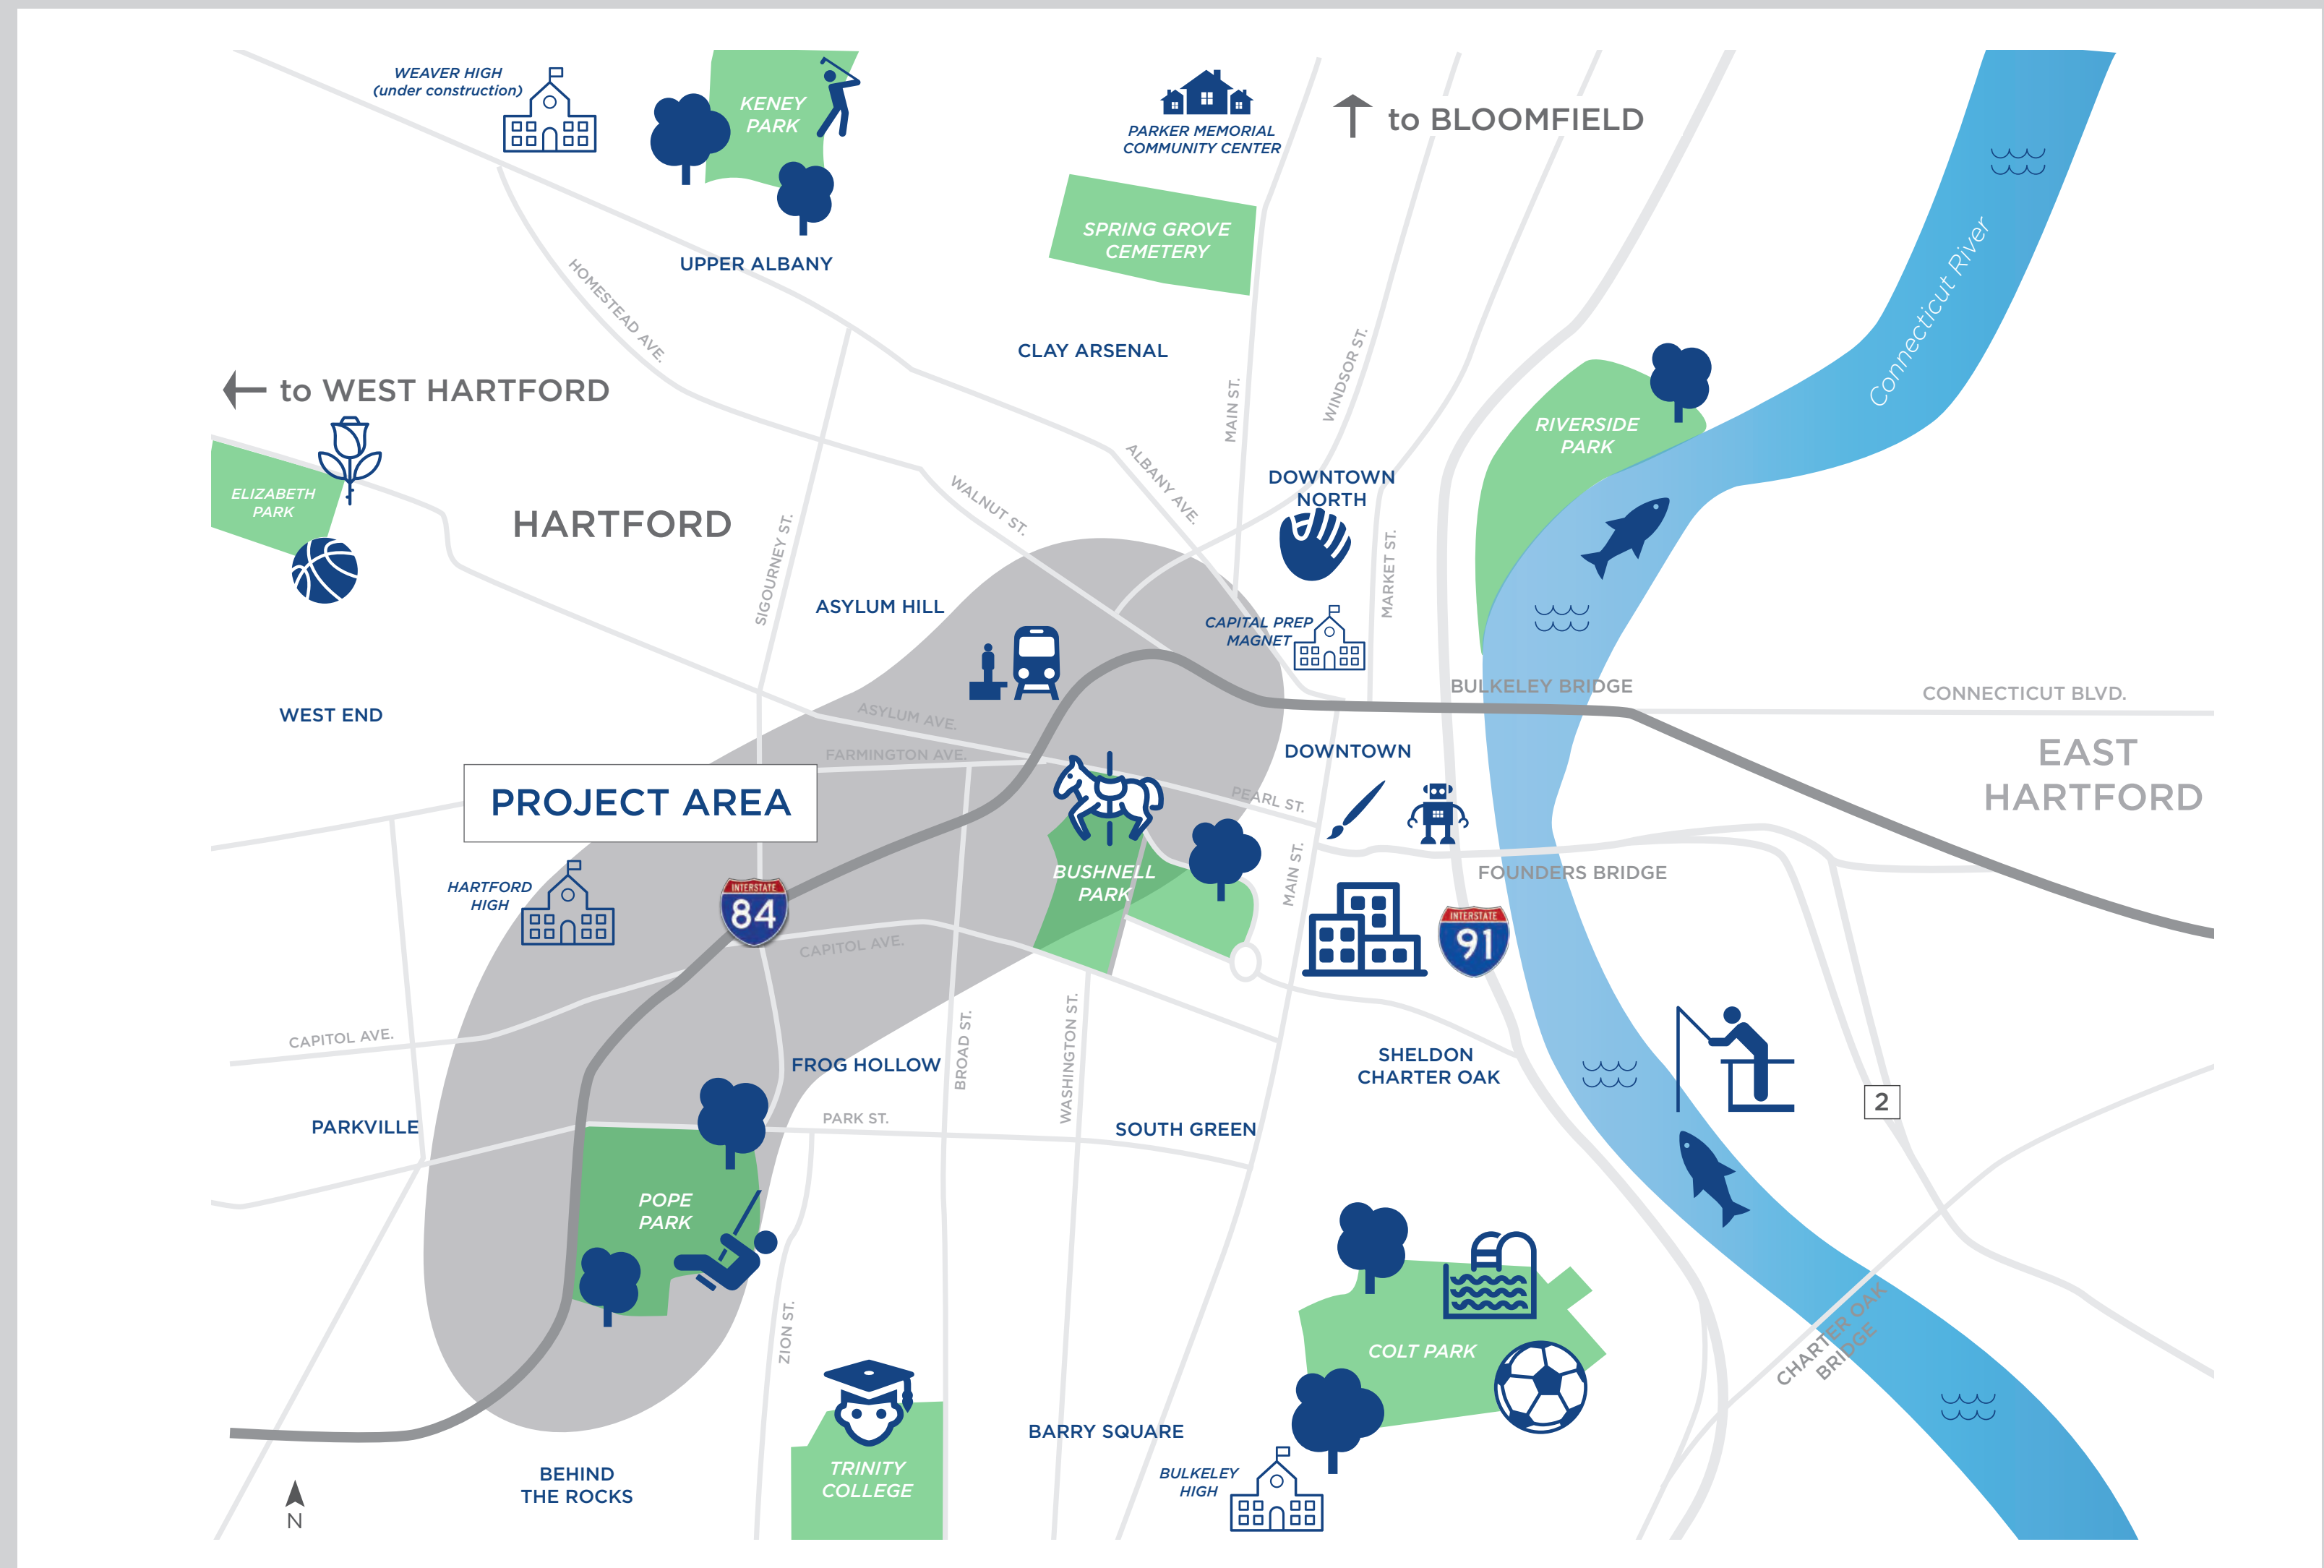 WEAVER HIGH
(under construction)
KENEY
PARK
PARKER MEMORIAL
COMMUNITY CENTER
to BLOOMFIELD
SPRING GROVE
CEMETERY
UPPER ALBANY
HOMESTEAD AVE.
CLAY ARSENAL
Connecticut River
to WEST HARTFORD
MAIN ST.
WINDSOR ST.
RIVERSIDE
PARK
ELIZABETH
PARK
HARTFORD
WALNUT ST.
ALBANY AVE.
DOWNTOWN
NORTH
SIGOURNEY ST.
MARKET ST.
ASYLUM HILL
CAPITAL PREP
MAGNET
WEST END
ASYLUM AVE.
BULKELEY BRIDGE
CONNECTICUT BLVD.
FARMINGTON AVE.
DOWNTOWN
EAST
HARTFORD
PROJECT AREA
PEARL ST.
HARTFORD
HIGH
INTERSTATE
84
BUSHNELL
PARK
MAIN ST.
FOUNDERS BRIDGE
INTERSTATE
91
CAPITOL AVE.
CAPITOL AVE.
FROG HOLLOW
BROAD ST.
WASHINGTON ST.
SHELDON
CHARTER OAK
2
PARKVILLE
PARK ST.
SOUTH GREEN
POPE
PARK
ZION ST.
COLT PARK
CHARTER OAK
BRIDGE
BARRY SQUARE
TRINITY
COLLEGE
BULKELEY
HIGH
BEHIND
THE ROCKS
N